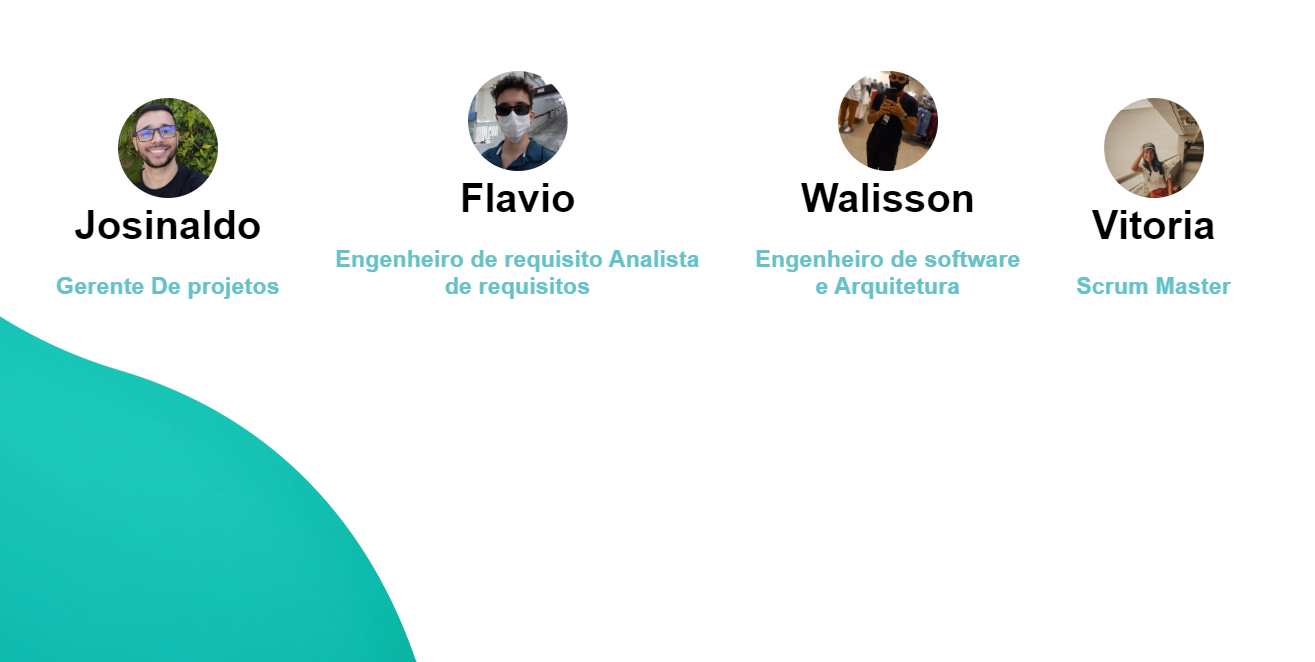 Josinaldo
Gerente De projetos
Flavio
Engenheiro de requisito Analista
de requisitos
Walisson
Engenheiro de software
e Arquitetura
Vitoria
Scrum Master